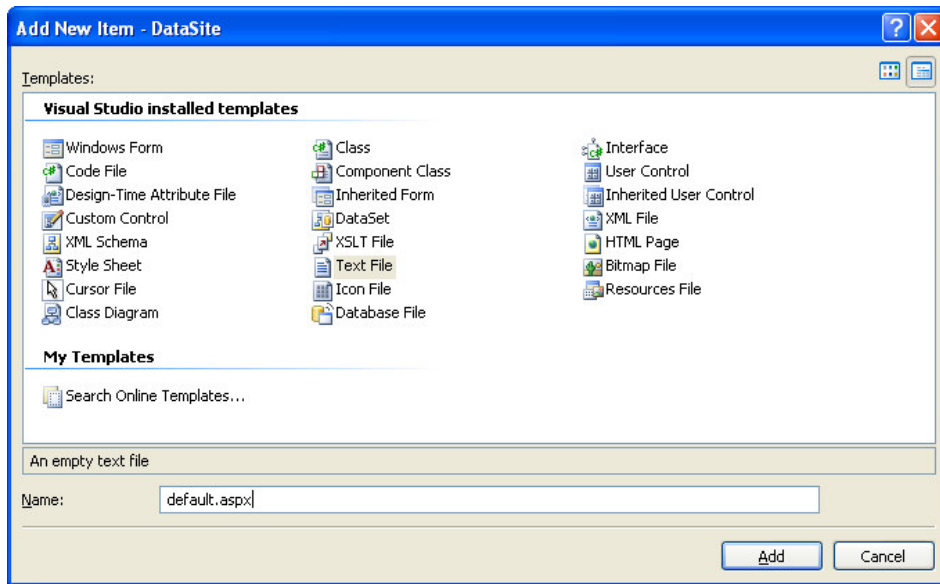 Add New Item - DataSite
Templates:
Visual Studio installed templates
Windows Form Class Interface
Code File Component Class User Control
Design-Time Attribute File Inherited Form Inherited User Control
Custom Control DataSet XML File
XML Schema XSLT File HTML Page
Style Sheet Text File Bitmap File
Cursor File Icon File Resources File
Class Diagram Database File
My Templates
Search Online Templates...
An empty text file
Name: default.aspx
Add Cancel